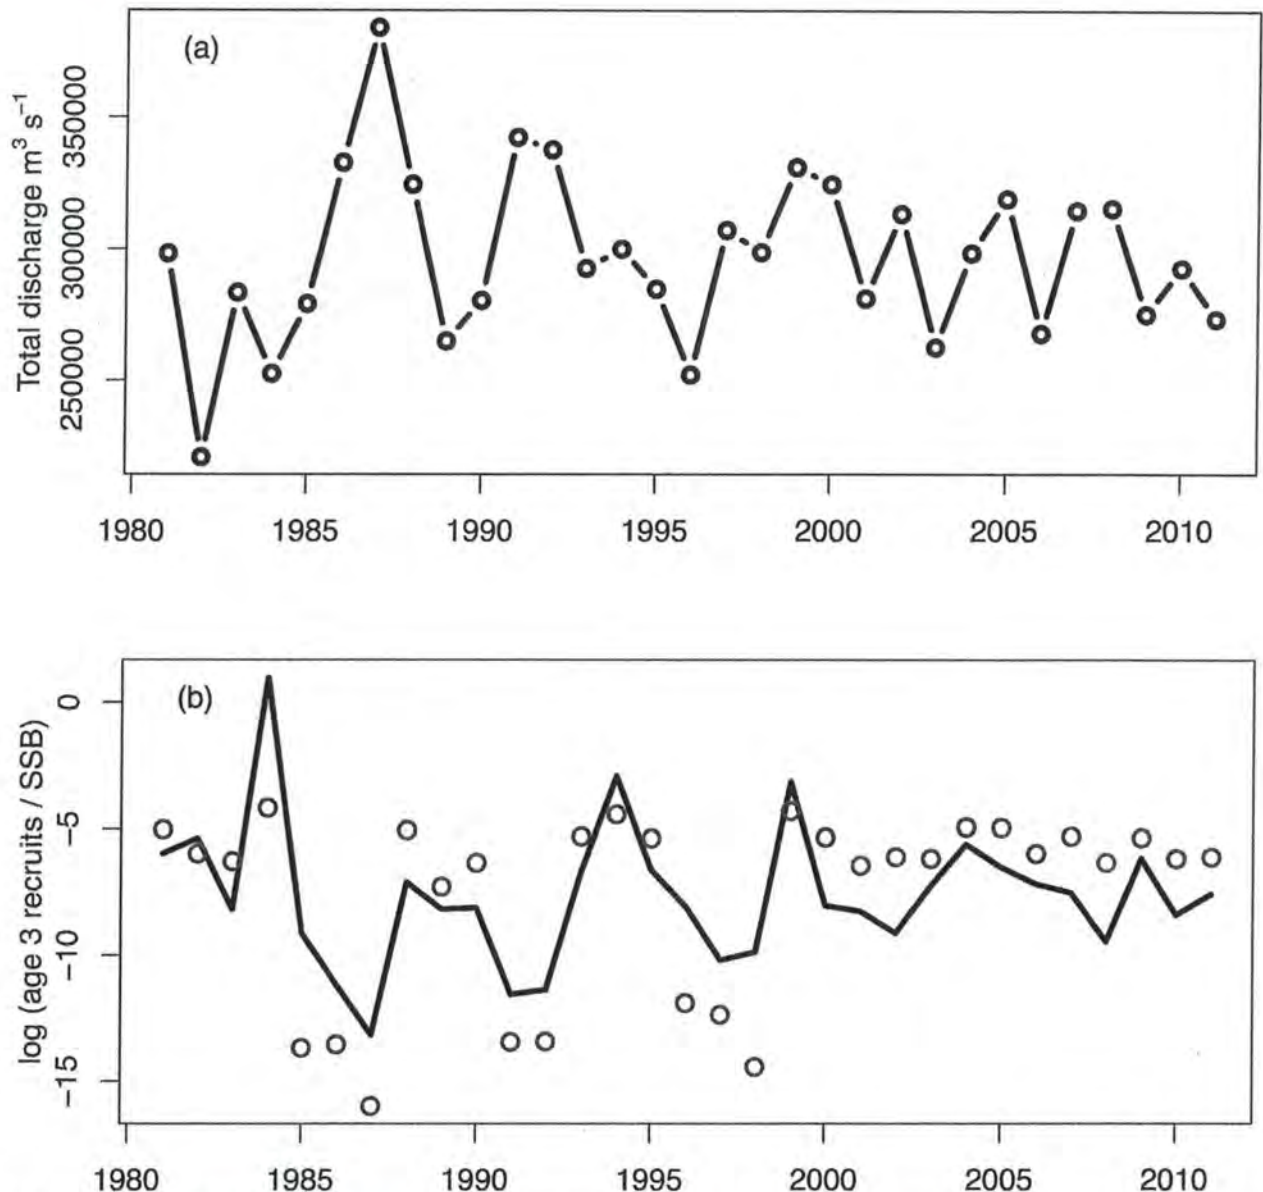 (a)
Total discharge m³ s⁻¹
350000
300000
250000
1980 1985 1990 1995 2000 2005 2010
(b)
log (age 3 recruits / SSB)
0
−5
−10
−15
1980 1985 1990 1995 2000 2005 2010